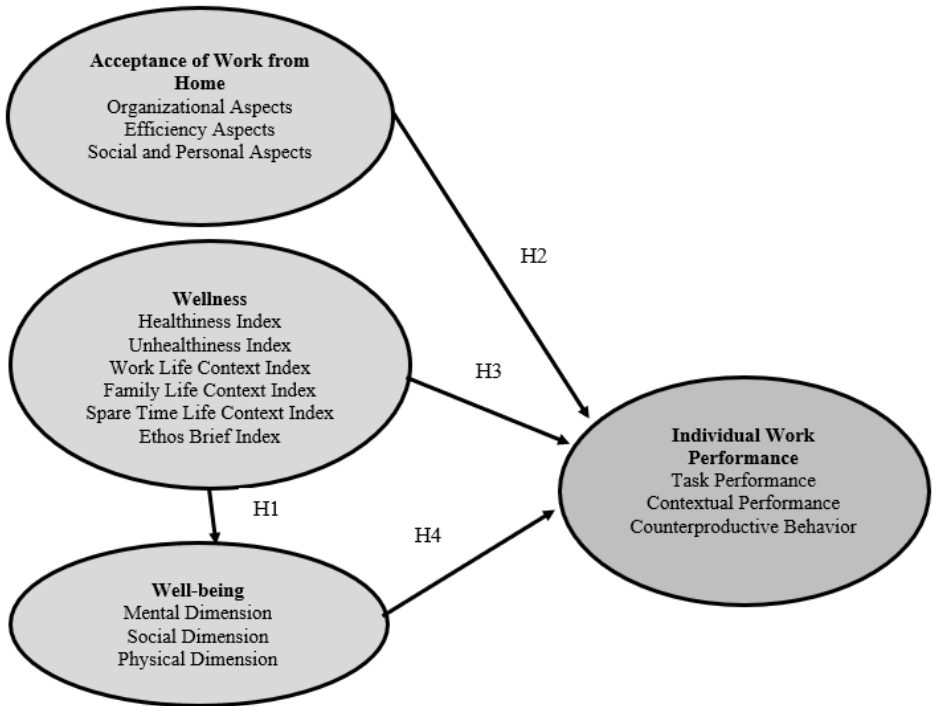 Acceptance of Work from
Home
Organizational Aspects
Efficiency Aspects
Social and Personal Aspects
H2
Wellness
Healthiness Index
Unhealthiness Index
Work Life Context Index
Family Life Context Index
Spare Time Life Context Index
Ethos Brief Index
H3
Individual Work
Performance
Task Performance
Contextual Performance
Counterproductive Behavior
H1
H4
Well-being
Mental Dimension
Social Dimension
Physical Dimension